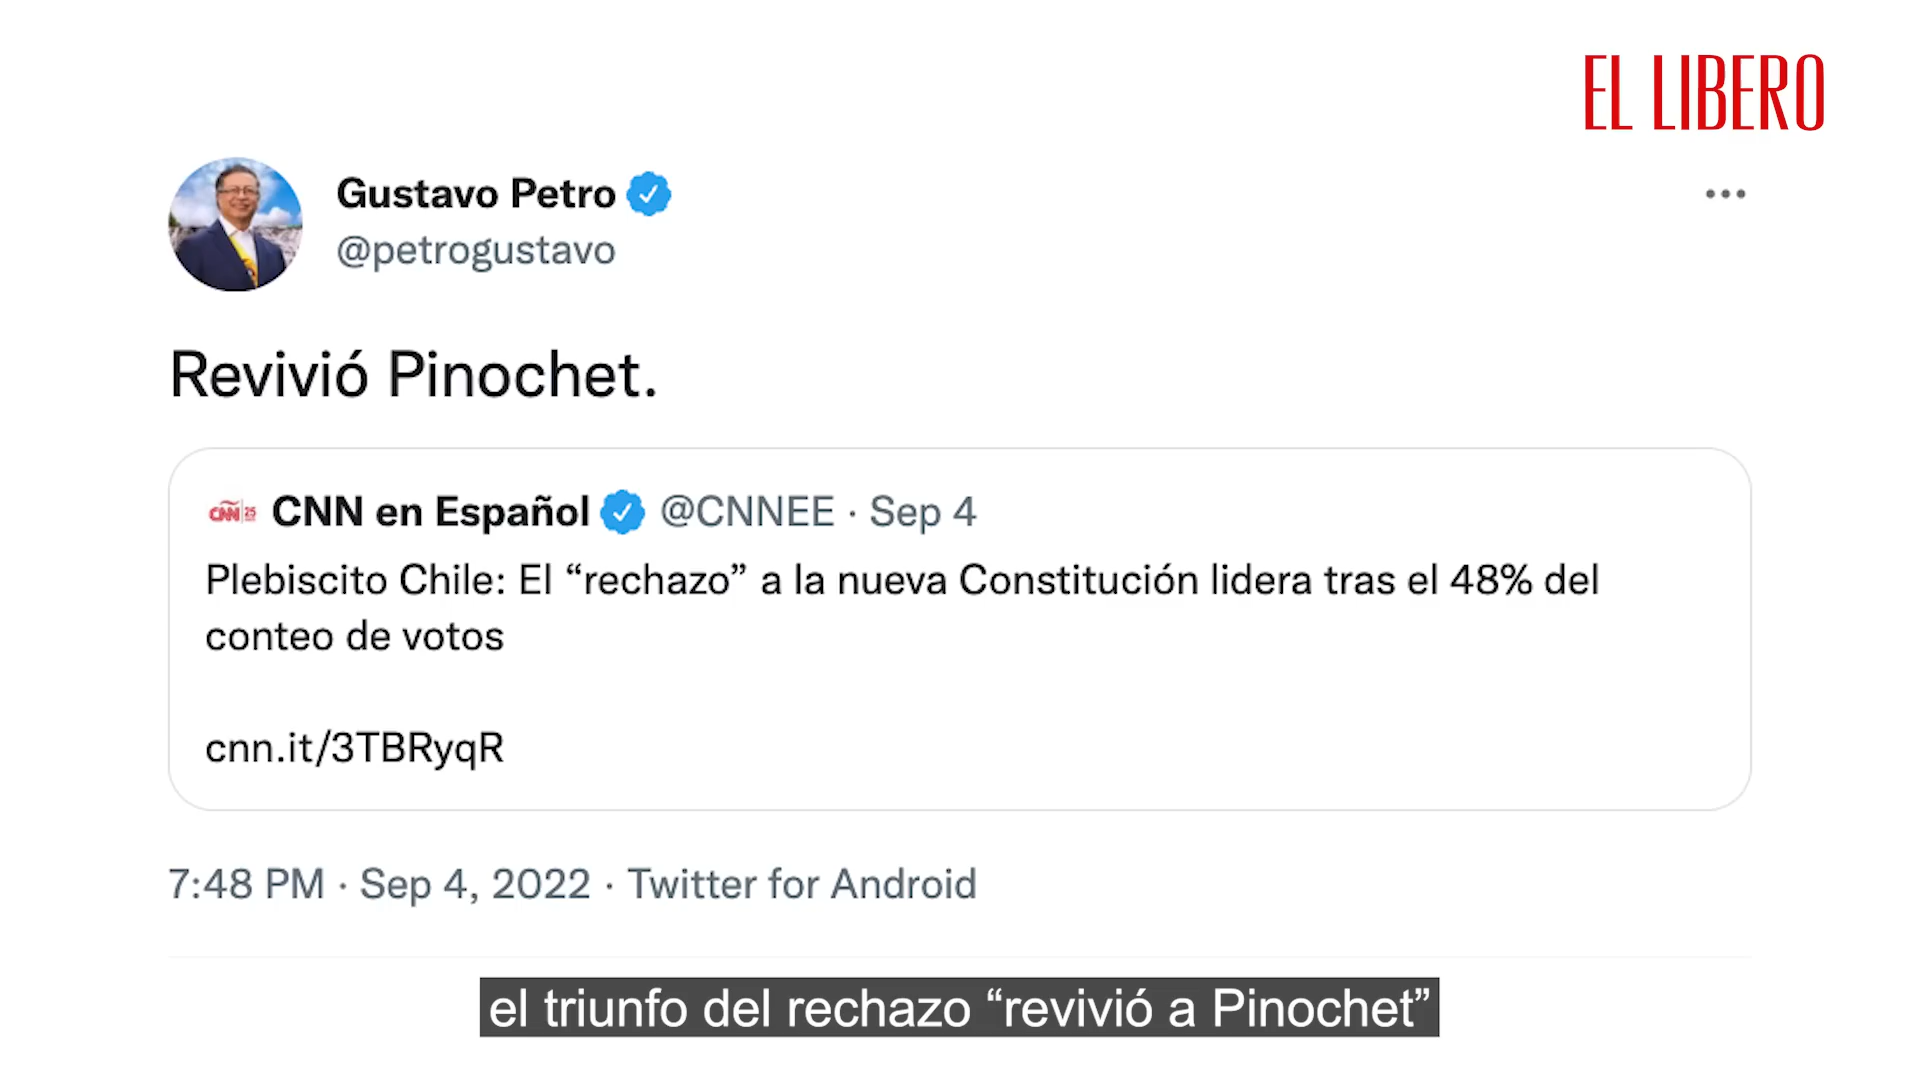 EL LIBERO
Gustavo Petro
@petrogustavo
Revivió Pinochet.
CNN 25 CNN en Español @CNNEE · Sep 4
Plebiscito Chile: El “rechazo” a la nueva Constitución lidera tras el 48% del
conteo de votos
cnn.it/3TBRyqR
7:48 PM · Sep 4, 2022 · Twitter for Android
el triunfo del rechazo “revivió a Pinochet”